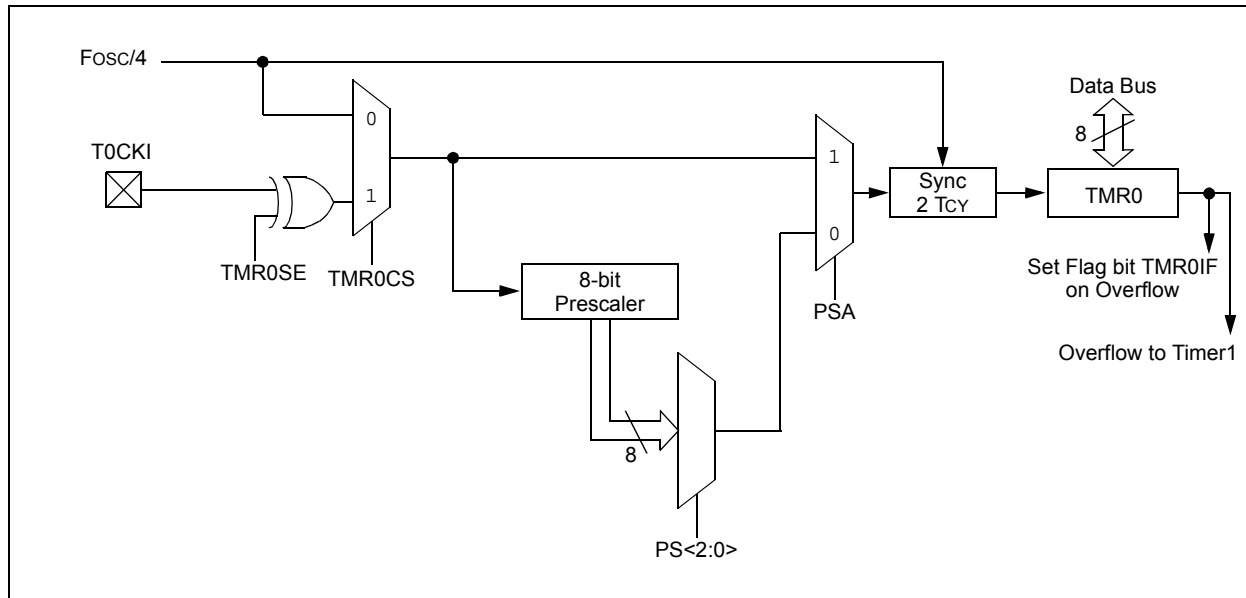 FOSC/4
Data Bus
0
8
T0CKI
1
Sync
2 TCY
TMR0
1
0
TMR0SE
TMR0CS
8-bit
Prescaler
PSA
Set Flag bit TMR0IF
on Overflow
Overflow to Timer1
8
PS<2:0>